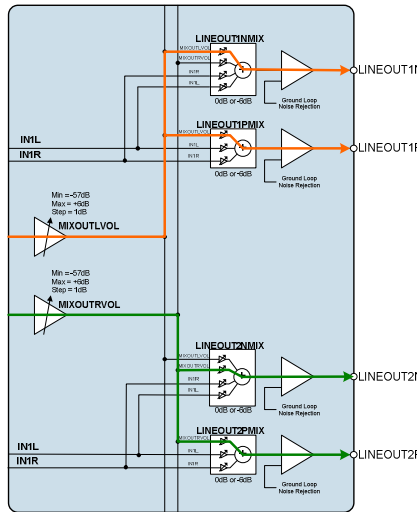 LINEOUT1NMIX
MIXOUTLVOL
MIXOUTRVOL
IN1R
IN1L
LINEOUT1N
0dB or -6dB
Ground Loop
Noise Rejection
LINEOUT1PMIX
MIXOUTLVOL
IN1L
IN1L
IN1R
IN1R
LINEOUT1P
0dB or -6dB
Ground Loop
Noise Rejection
Min = -57dB
Max = +6dB
Step = 1dB
MIXOUTLVOL
Min = -57dB
Max = +6dB
Step = 1dB
MIXOUTRVOL
LINEOUT2NMIX
MIXOUTLVOL
MIXOUTRVOL
IN1R
IN1L
LINEOUT2N
0dB or -6dB
Ground Loop
Noise Rejection
LINEOUT2PMIX
MIXOUTRVOL
IN1L
IN1L
IN1R
IN1R
LINEOUT2P
0dB or -6dB
Ground Loop
Noise Rejection